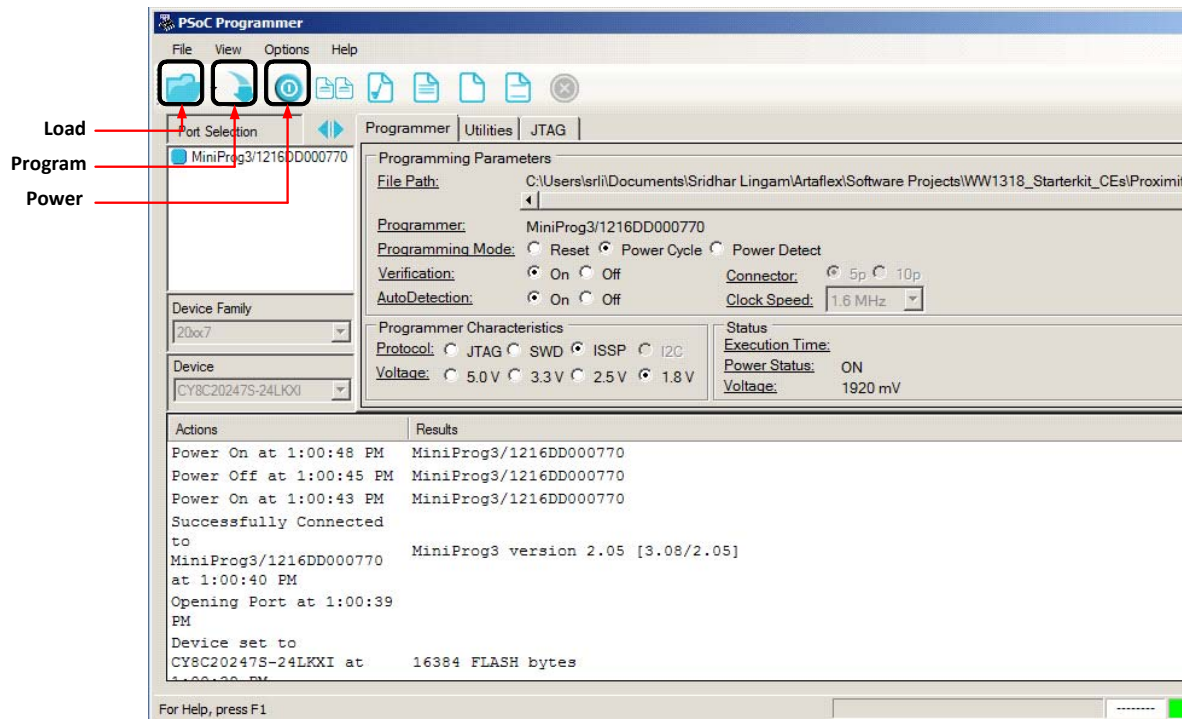 PSoC Programmer
File View Options Help
Load
Program
Power
Port Selection
MiniProg3/1216DD000770
Device Family
20xx7
Device
CY8C20247S-24LKXI
Programmer Utilities JTAG
Programming Parameters
File Path: C:\Users\srli\Documents\Sridhar Lingam\Artaflex\Software Projects\WW1318_Starterkit_CEs\Proximit
Programmer: MiniProg3/1216DD000770
Programming Mode: Reset Power Cycle Power Detect
Verification: On Off Connector: 5p 10p
AutoDetection: On Off Clock Speed: 1.6 MHz
Programmer Characteristics
Protocol: JTAG SWD ISSP I2C
Voltage: 5.0 V 3.3 V 2.5 V 1.8 V
Status
Execution Time:
Power Status: ON
Voltage: 1920 mV
Actions Results
Power On at 1:00:48 PM MiniProg3/1216DD000770
Power Off at 1:00:45 PM MiniProg3/1216DD000770
Power On at 1:00:43 PM MiniProg3/1216DD000770
Successfully Connected
to
MiniProg3/1216DD000770 MiniProg3 version 2.05 [3.08/2.05]
at 1:00:40 PM
Opening Port at 1:00:39
PM
Device set to
CY8C20247S-24LKXI at 16384 FLASH bytes
For Help, press F1
--------